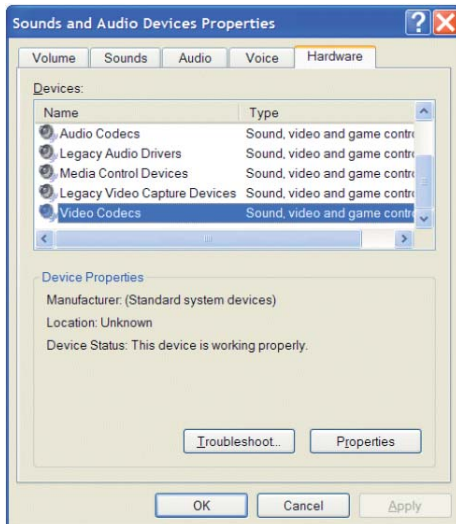 Sounds and Audio Devices Properties
Volume Sounds Audio Voice Hardware
Devices:
Name Type
Audio Codecs Sound, video and game contro
Legacy Audio Drivers Sound, video and game contro
Media Control Devices Sound, video and game contro
Legacy Video Capture Devices Sound, video and game contro
Video Codecs Sound, video and game contro
Device Properties
Manufacturer: (Standard system devices)
Location: Unknown
Device Status: This device is working properly.
Troubleshoot... Properties
OK Cancel Apply